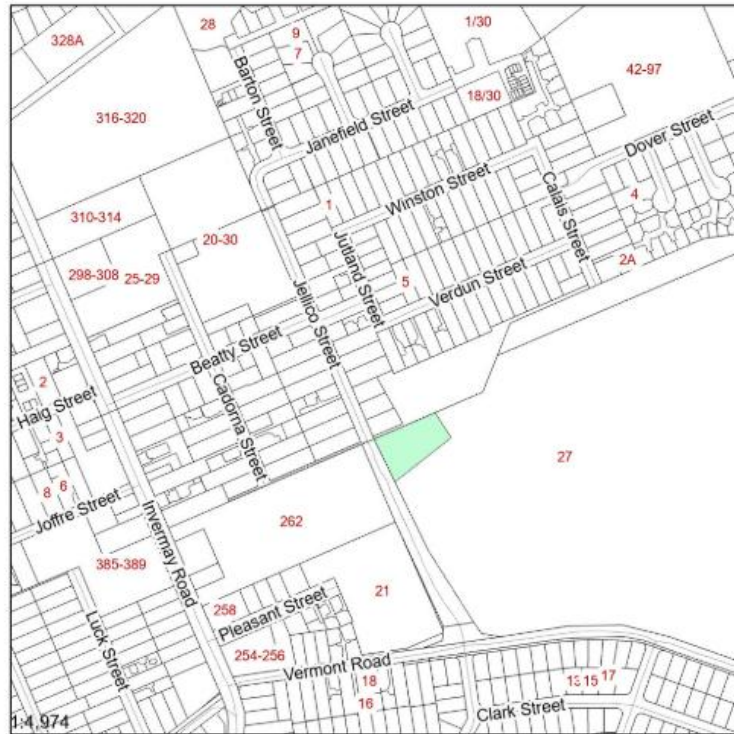 328A
28
9
7
1/30
42-97
18/30
316-320
Barton Street
Janefield Street
Dover Street
Winston Street
Calais Street
4
1
310-314
20-30
298-308
25-29
Jutland Street
5
Verdun Street
2A
Jellico Street
Beatty Street
2
Haig Street
3
Cadorna Street
27
8
6
Joffre Street
Invermay Road
262
385-389
21
258
Pleasant Street
Luck Street
254-256
Vermont Road
18
13
15
17
16
Clark Street
1:4,974